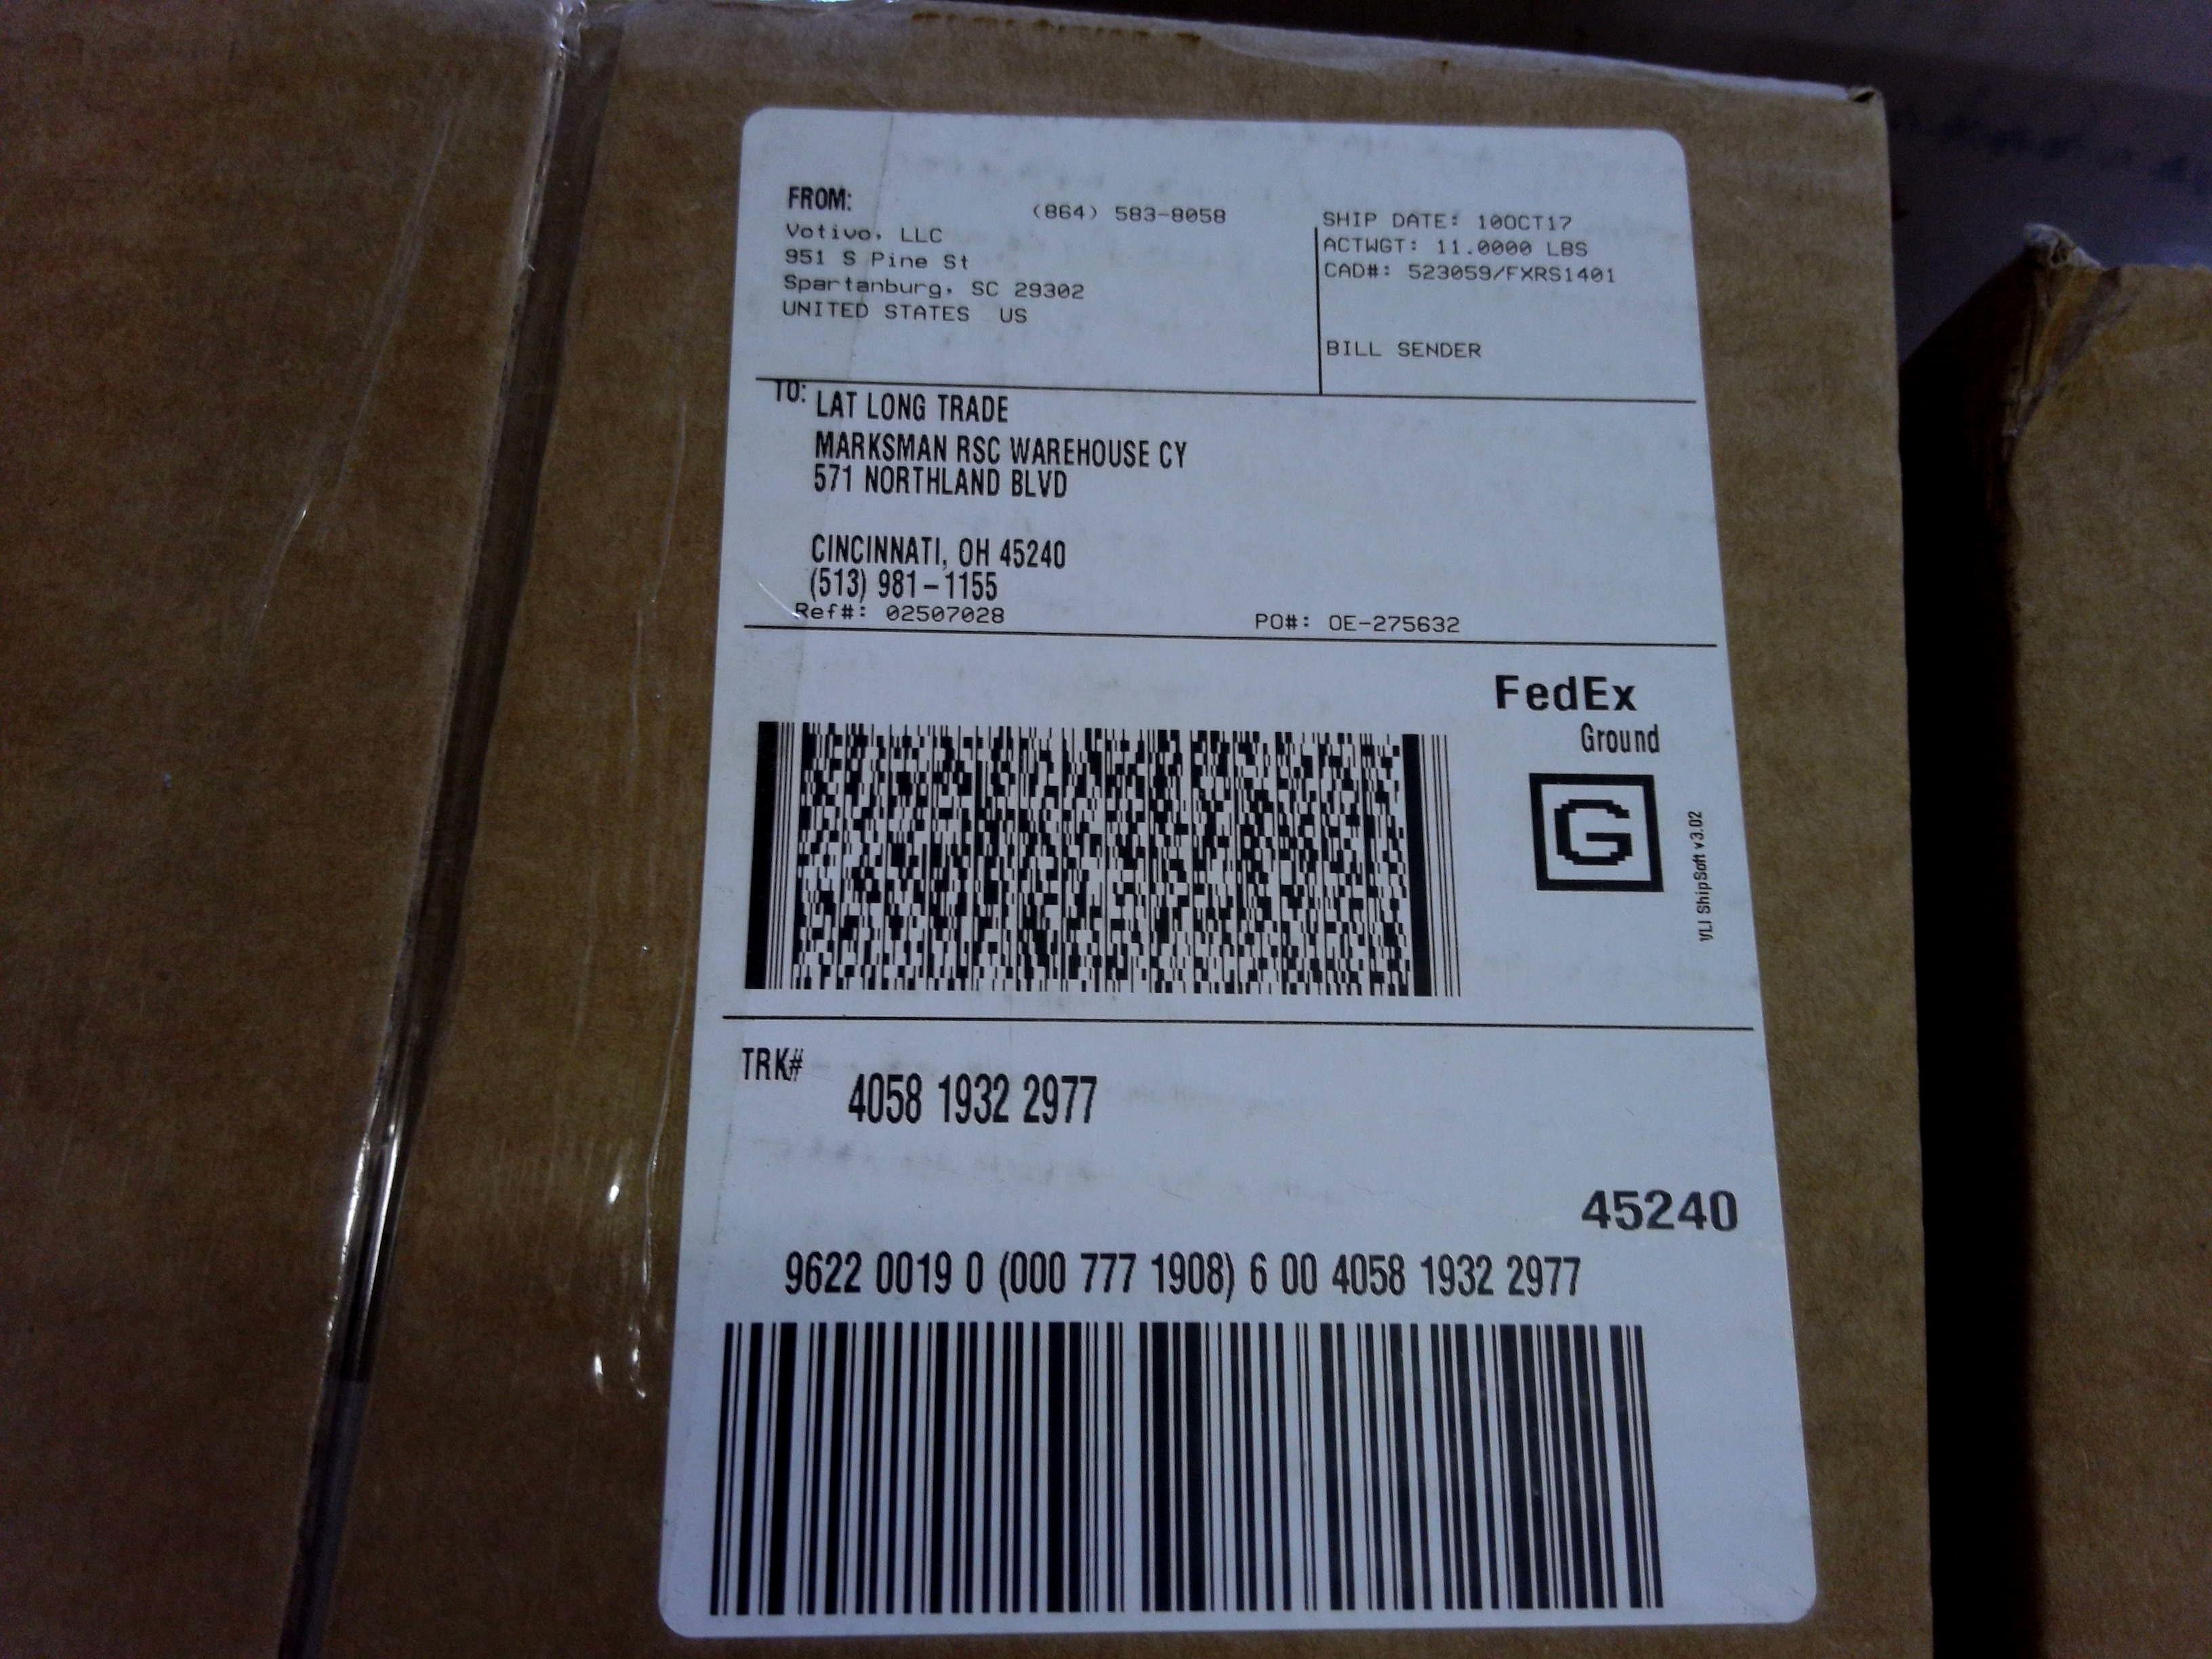 FROM:
(864) 583-8058
Votivo, LLC
951 S Pine St
Spartanburg, SC 29302
UNITED STATES US
SHIP DATE: 10OCT17
ACTWGT: 11.0000 LBS
CAD#: 523059/FXRS1401
BILL SENDER
TO: LAT LONG TRADE
MARKSMAN RSC WAREHOUSE CY
571 NORTHLAND BLVD
CINCINNATI, OH 45240
(513) 981-1155
Ref#: 02507028 PO#: OE-275632
FedEx
Ground
G
VLI ShipSoft v3.02
TRK#
4058 1932 2977
45240
9622 0019 0 (000 777 1908) 6 00 4058 1932 2977